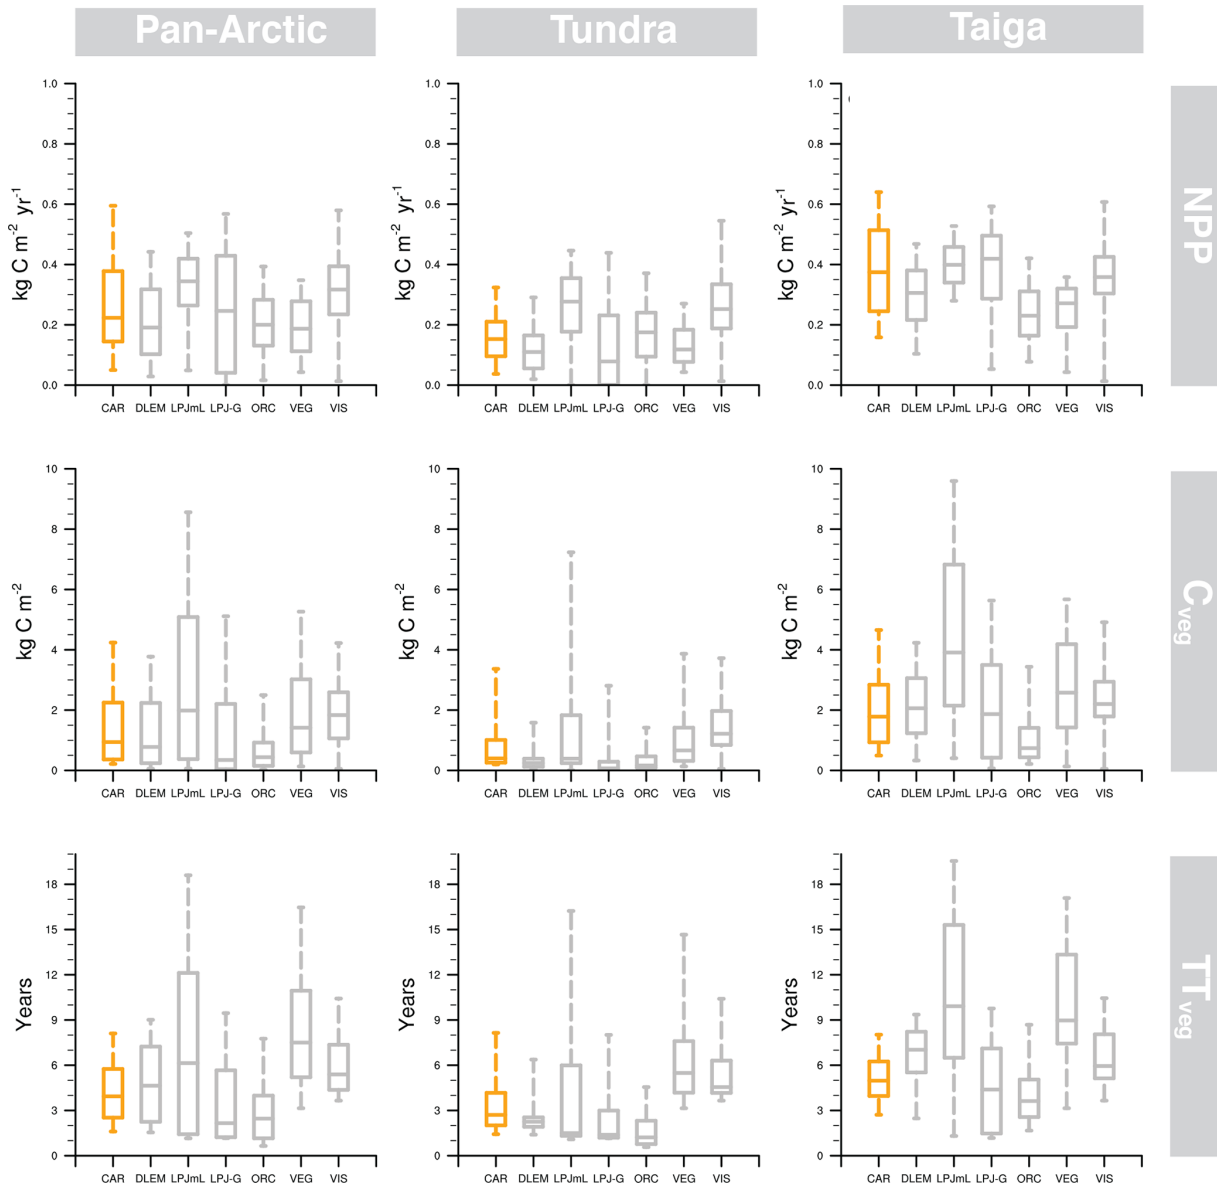 Pan-Arctic Tundra Taiga
NPP
kg C m-2 yr-1
1.0
0.8
0.6
0.4
0.2
0.0
CAR DLEM LPJmL LPJ-G ORC VEG VIS
kg C m-2 yr-1
1.0
0.8
0.6
0.4
0.2
0.0
CAR DLEM LPJmL LPJ-G ORC VEG VIS
kg C m-2 yr-1
1.0
0.8
0.6
0.4
0.2
0.0
CAR DLEM LPJmL LPJ-G ORC VEG VIS
Cveg
kg C m-2
10
8
6
4
2
0
CAR DLEM LPJmL LPJ-G ORC VEG VIS
kg C m-2
10
8
6
4
2
0
CAR DLEM LPJmL LPJ-G ORC VEG VIS
kg C m-2
10
8
6
4
2
0
CAR DLEM LPJmL LPJ-G ORC VEG VIS
TTveg
Years
18
15
12
9
6
3
0
CAR DLEM LPJmL LPJ-G ORC VEG VIS
Years
18
15
12
9
6
3
0
CAR DLEM LPJmL LPJ-G ORC VEG VIS
Years
18
15
12
9
6
3
0
CAR DLEM LPJmL LPJ-G ORC VEG VIS